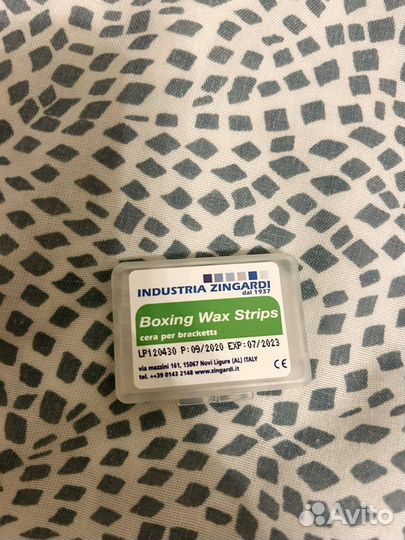 INDUSTRIA ZINGARDI
dal 1937
Boxing Wax Strips
cera per bracketts
LP120430 P:09/2020 EXP:07/2023
via mazzini 161, 15067 Novi Ligure (AL) ITALY
tel. ++39 0143 2148 www.zingardi.it
CE
Avito